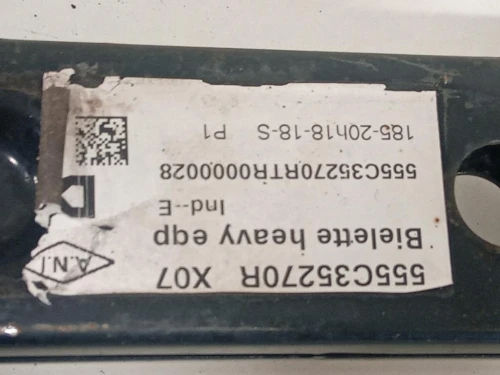 555C35270R X07
Bielette heavy eqp
Ind--E
555C35270RTR0000028
185-20h18-18-S P1
A.N.I